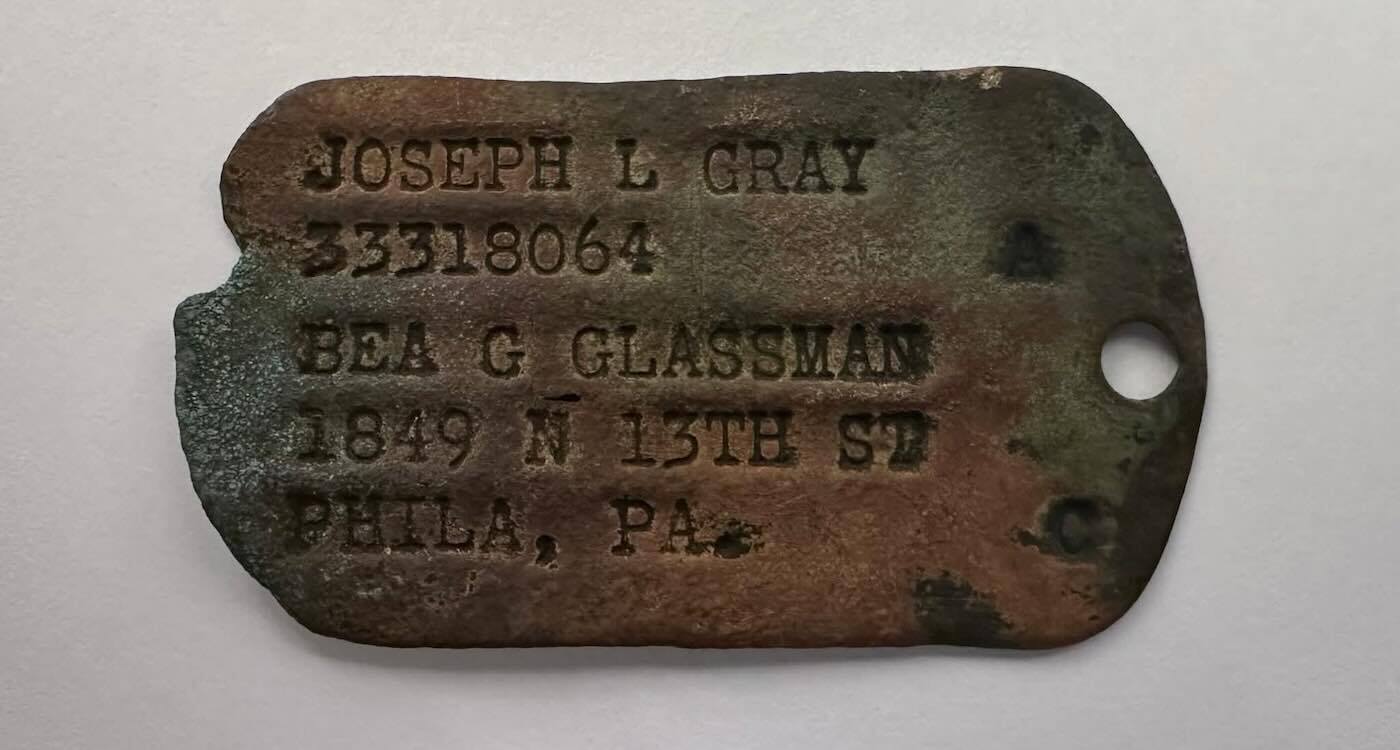 JOSEPH L GRAY
33318064 A
BEA G GLASSMAN
1849 N 13TH ST
PHILA, PA. C